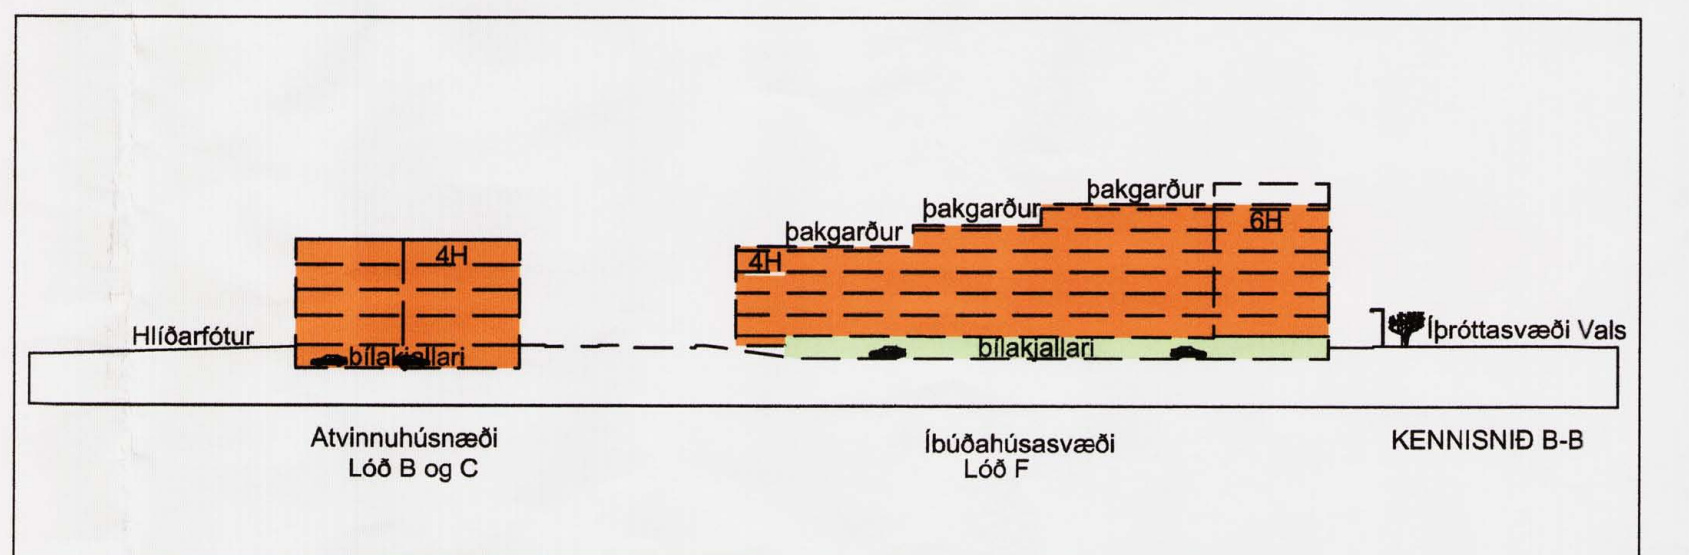 þakgarður
þakgarður
þakgarður
6H
4H
4H
Hlíðarfótur
bílakjallari
bílakjallari
Íþróttasvæði Vals
Atvinnuhúsnæði
Lóð B og C
Íbúðahúsasvæði
Lóð F
KENNISNIÐ B-B